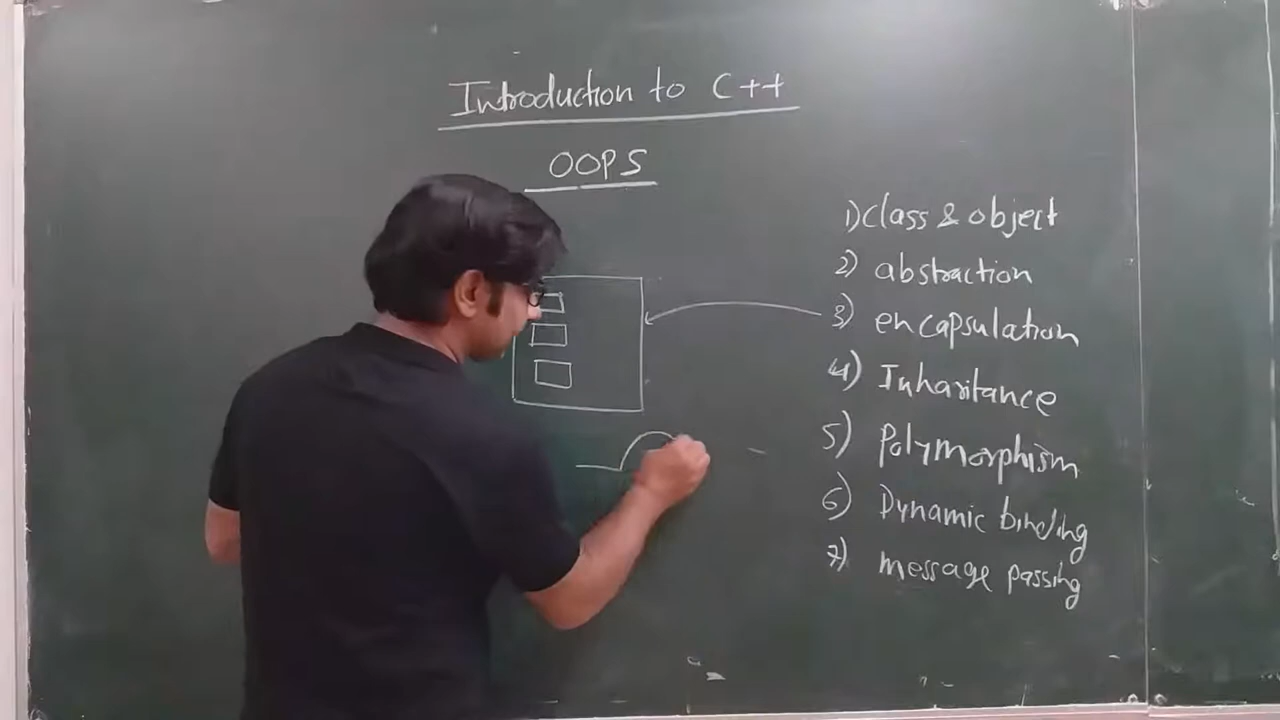 Introduction to C++
OOPS
1) class & object
2) abstraction
3) encapsulation
4) Inharitance
5) Polymorphism
6) Dynamic binding
7) message passing